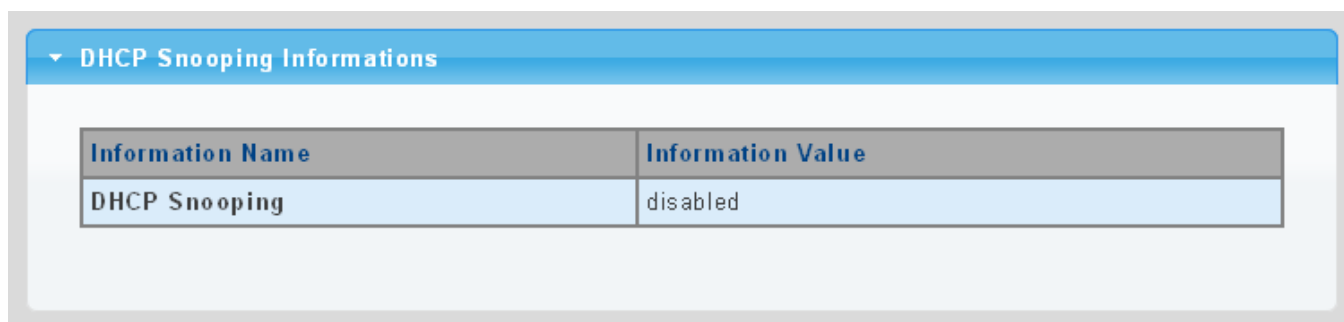 DHCP Snooping Informations
Information Name Information Value
DHCP Snooping disabled